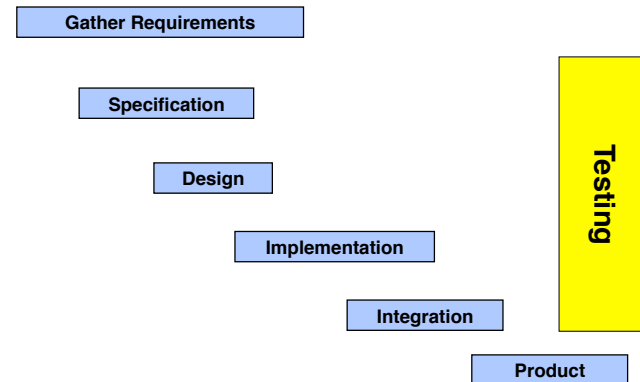 Gather Requirements
Specification
Testing
Design
Implementation
Integration
Product